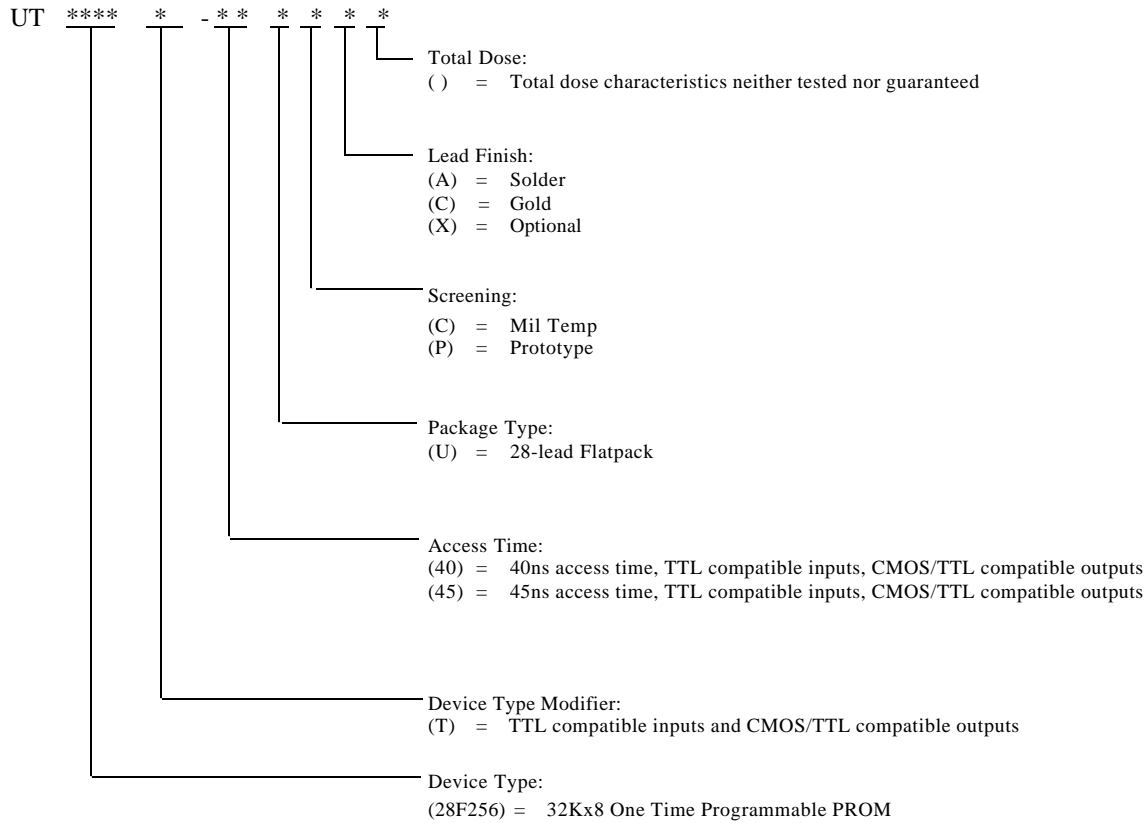 UT **** * - * * * * * *
Total Dose:
( ) = Total dose characteristics neither tested nor guaranteed
Lead Finish:
(A) = Solder
(C) = Gold
(X) = Optional
Screening:
(C) = Mil Temp
(P) = Prototype
Package Type:
(U) = 28-lead Flatpack
Access Time:
(40) = 40ns access time, TTL compatible inputs, CMOS/TTL compatible outputs
(45) = 45ns access time, TTL compatible inputs, CMOS/TTL compatible outputs
Device Type Modifier:
(T) = TTL compatible inputs and CMOS/TTL compatible outputs
Device Type:
(28F256) = 32Kx8 One Time Programmable PROM